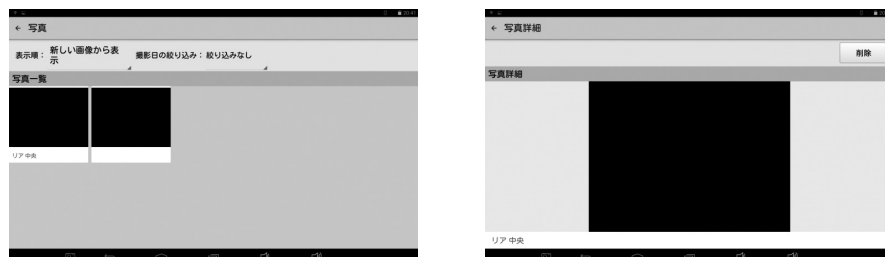 20:41
← 写真
表示順： 新しい画像から表示
撮影日の絞り込み： 絞り込みなし
写真一覧
リア 中央
← 写真詳細
削除
写真詳細
リア 中央